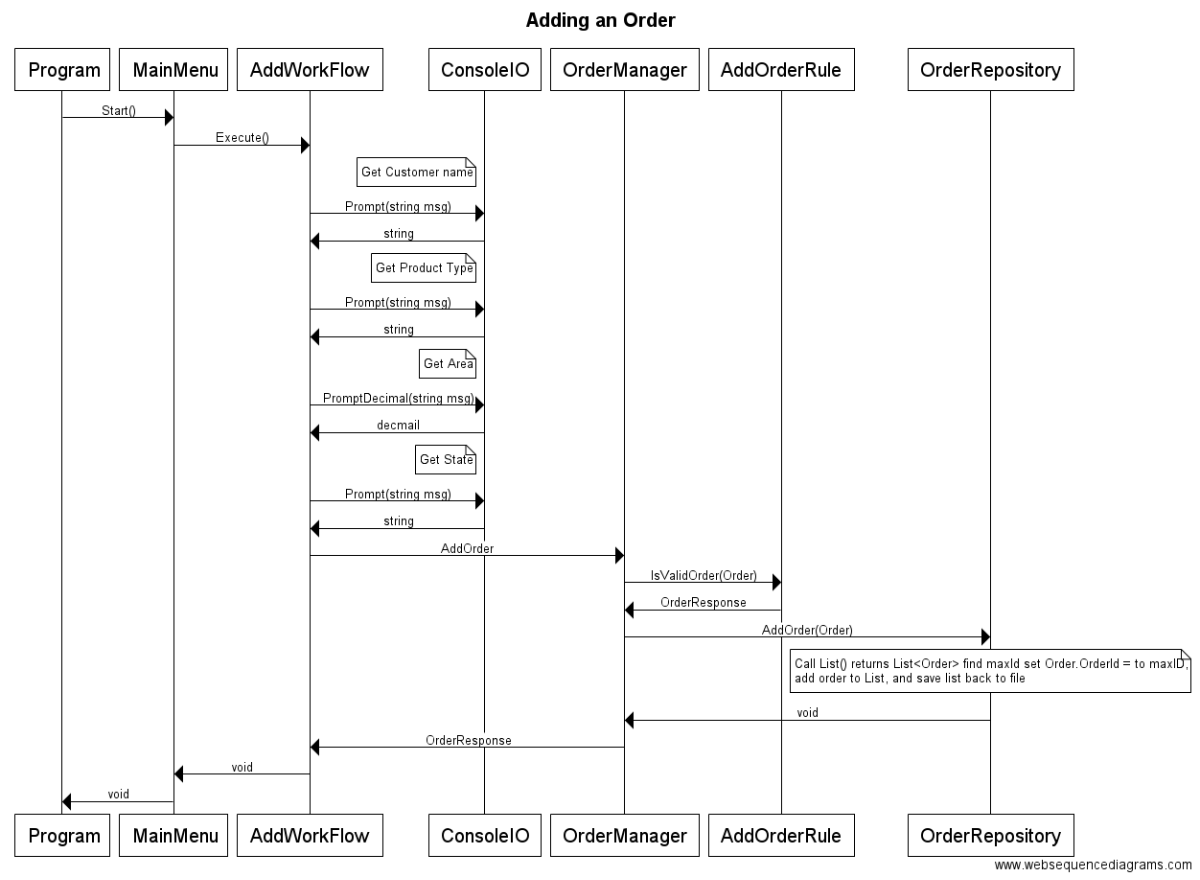 Adding an Order
Program MainMenu AddWorkFlow ConsoleIO OrderManager AddOrderRule OrderRepository
Start()
Execute()
Get Customer name
Prompt(string msg)
string
Get Product Type
Prompt(string msg)
string
Get Area
PromptDecimal(string msg)
decmail
Get State
Prompt(string msg)
string
AddOrder
IsValidOrder(Order)
OrderResponse
AddOrder(Order)
Call List() returns List<Order> find maxId set Order.OrderId = to maxID,
add order to List, and save list back to file
void
OrderResponse
void
void
Program MainMenu AddWorkFlow ConsoleIO OrderManager AddOrderRule OrderRepository
www.websequencediagrams.com